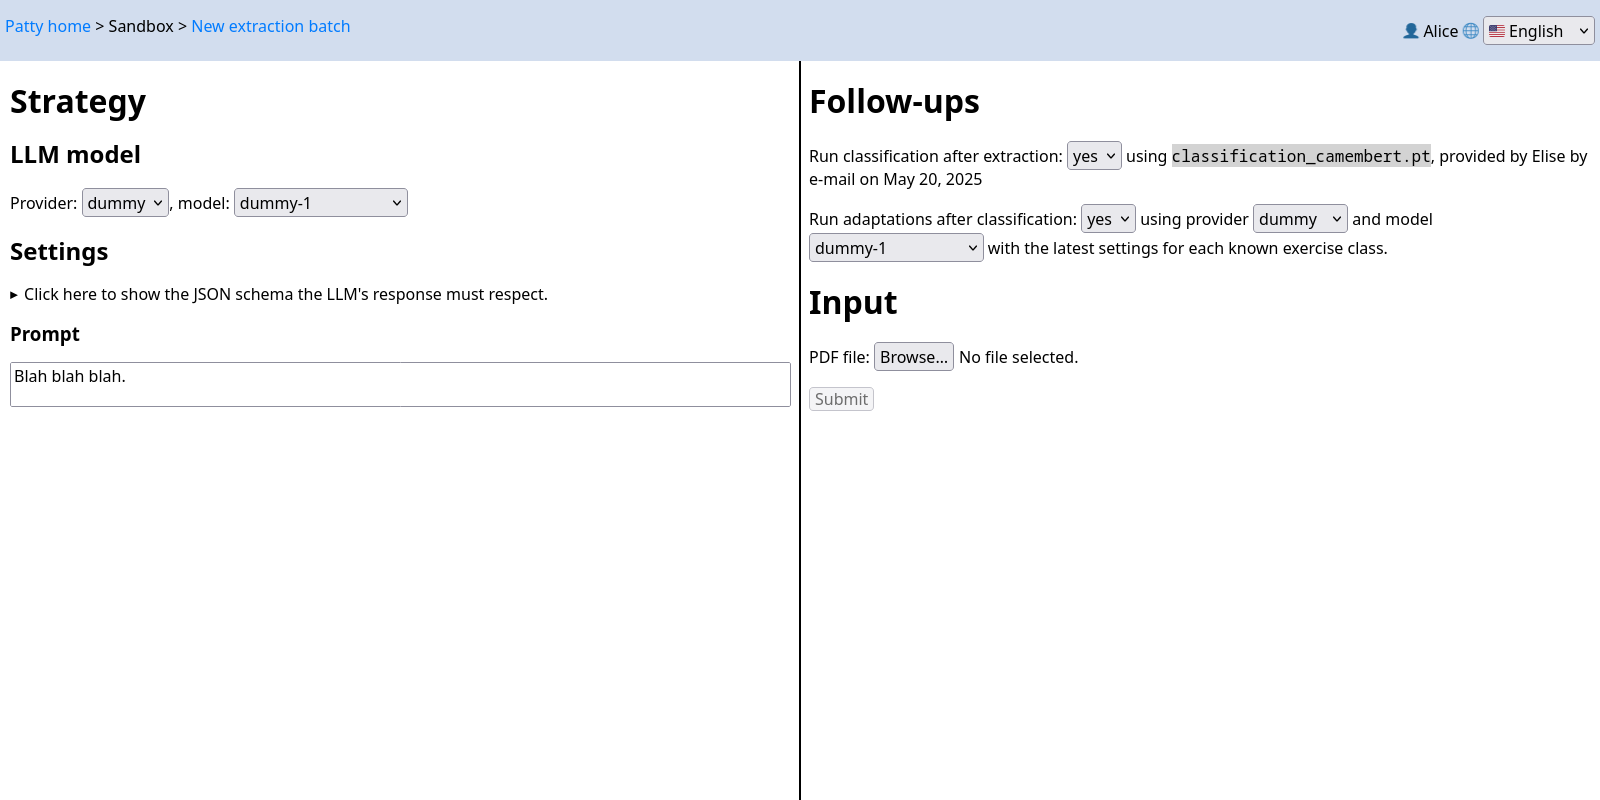 Patty home > Sandbox > New extraction batch
Alice
English
Strategy
LLM model
Provider: dummy, model: dummy-1
Settings
Click here to show the JSON schema the LLM's response must respect.
Prompt
Blah blah blah.
Follow-ups
Run classification after extraction: yes using classification_camembert.pt, provided by Elise by
e-mail on May 20, 2025
Run adaptations after classification: yes using provider dummy and model
dummy-1 with the latest settings for each known exercise class.
Input
PDF file: Browse... No file selected.
Submit